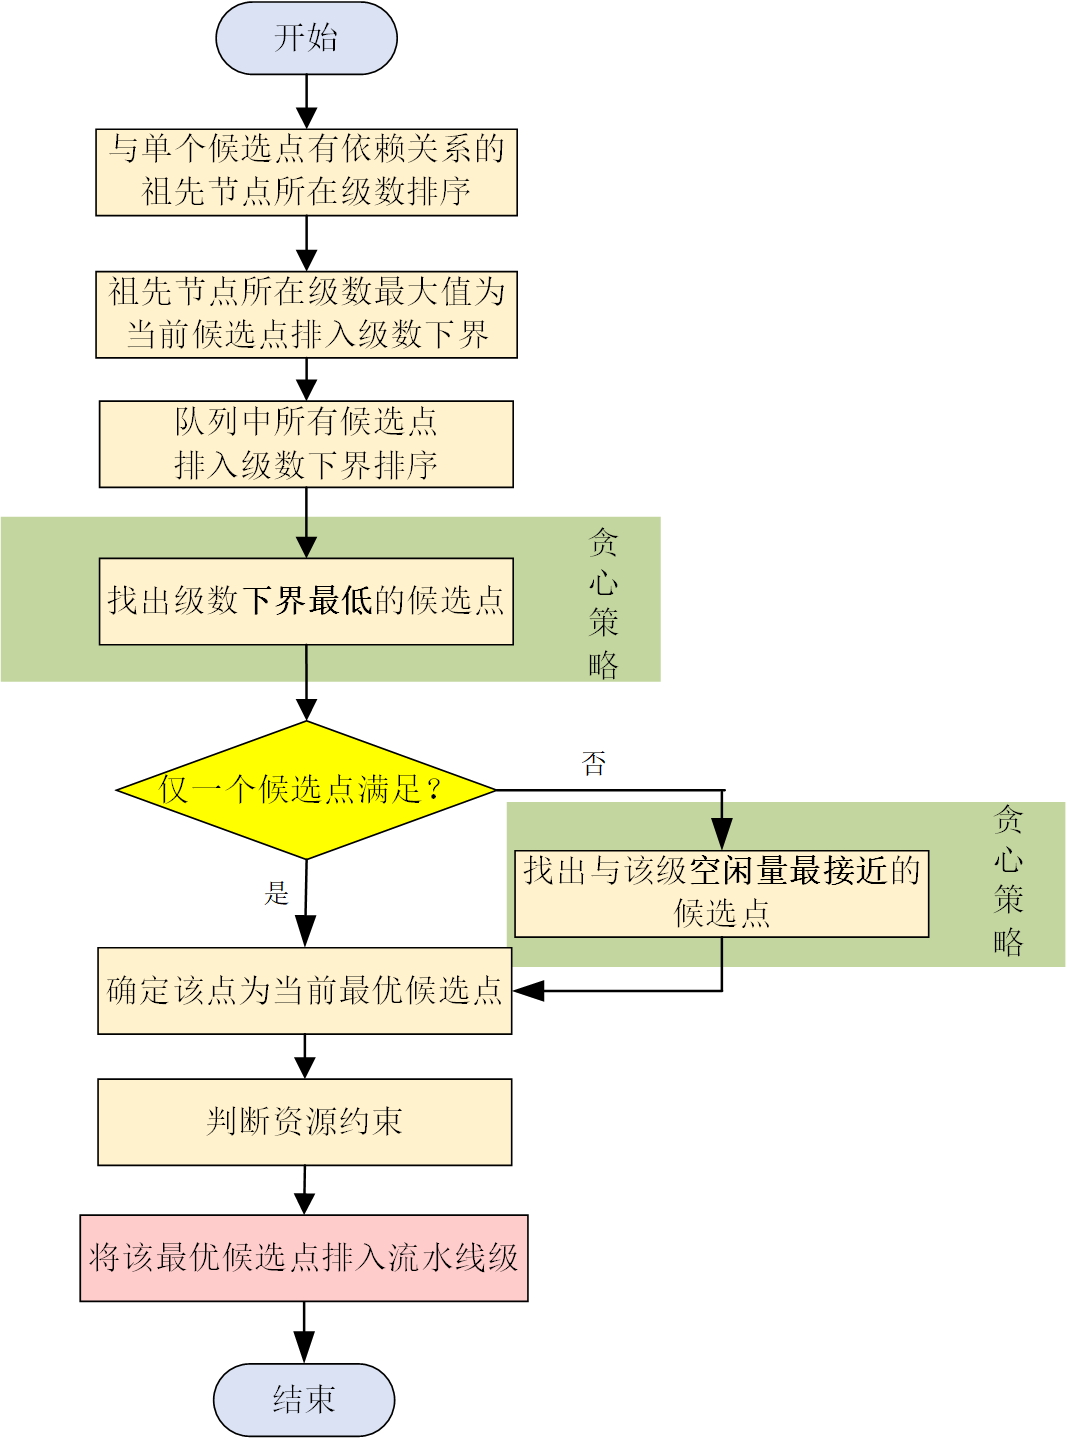 开始
与单个候选点有依赖关系的
祖先节点所在级数排序
祖先节点所在级数最大值为
当前候选点排入级数下界
队列中所有候选点
排入级数下界排序
贪
心
策
略
找出级数下界最低的候选点
仅一个候选点满足？
否
是
贪
心
策
略
找出与该级空闲量最接近的
候选点
确定该点为当前最优候选点
判断资源约束
将该最优候选点排入流水线级
结束